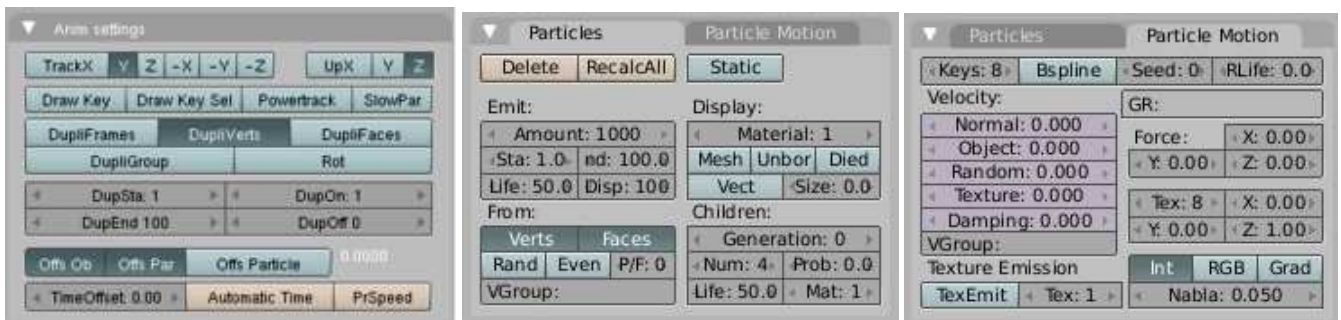 Anim settings
TrackX Y Z -X -Y -Z UpX Y Z
Draw Key Draw Key Sel Powertrack SlowPar
DupliFrames DupliVerts DupliFaces
DupliGroup Rot
DupSta: 1 DupOn: 1
DupEnd 100 DupOff 0
Offs Ob Offs Par Offs Particle 0.0000
TimeOffset: 0.00 Automatic Time PrSpeed
Particles Particle Motion
Delete RecalcAll Static
Emit: Display:
Amount: 1000 Material: 1
Sta: 1.0 nd: 100.0 Mesh Unbor Died
Life: 50.0 Disp: 100 Vect Size: 0.0
From: Children:
Verts Faces Generation: 0
Rand Even P/F: 0 Num: 4 Prob: 0.0
VGroup: Life: 50.0 Mat: 1
Particles Particle Motion
Keys: 8 Bspline Seed: 0 RLife: 0.0
Velocity: GR:
Normal: 0.000 Force: X: 0.00
Object: 0.000 Y: 0.00 Z: 0.00
Random: 0.000
Texture: 0.000 Tex: 8 X: 0.00
Damping: 0.000 Y: 0.00 Z: 1.00
VGroup:
Texture Emission Int RGB Grad
TexEmit Tex: 1 Nabla: 0.050